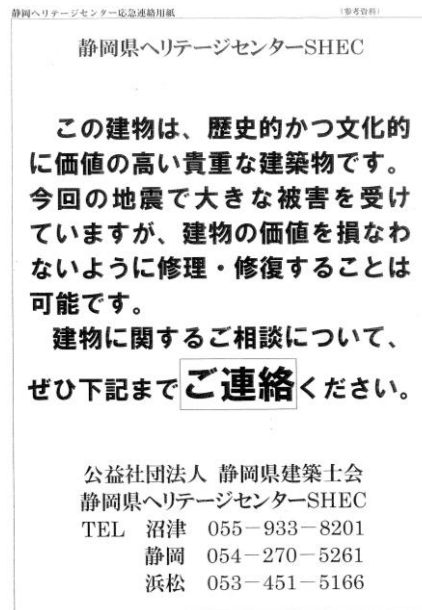 静岡ヘリテージセンター応急連絡用紙
(参考資料)
静岡県ヘリテージセンターSHEC
この建物は、歴史的かつ文化的
に価値の高い貴重な建築物です。
今回の地震で大きな被害を受け
ていますが、建物の価値を損なわ
ないように修理・修復することは
可能です。
建物に関するご相談について、
ぜひ下記までご連絡ください。
公益社団法人 静岡県建築士会
静岡県ヘリテージセンターSHEC
TEL 沼津 055-933-8201
静岡 054-270-5261
浜松 053-451-5166